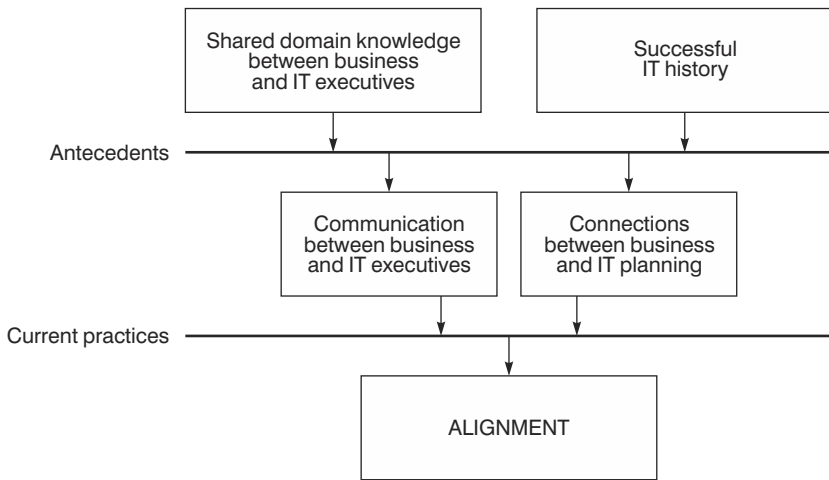 Shared domain knowledge
between business
and IT executives
Successful
IT history
Antecedents
Communication
between business
and IT executives
Connections
between business
and IT planning
Current practices
ALIGNMENT